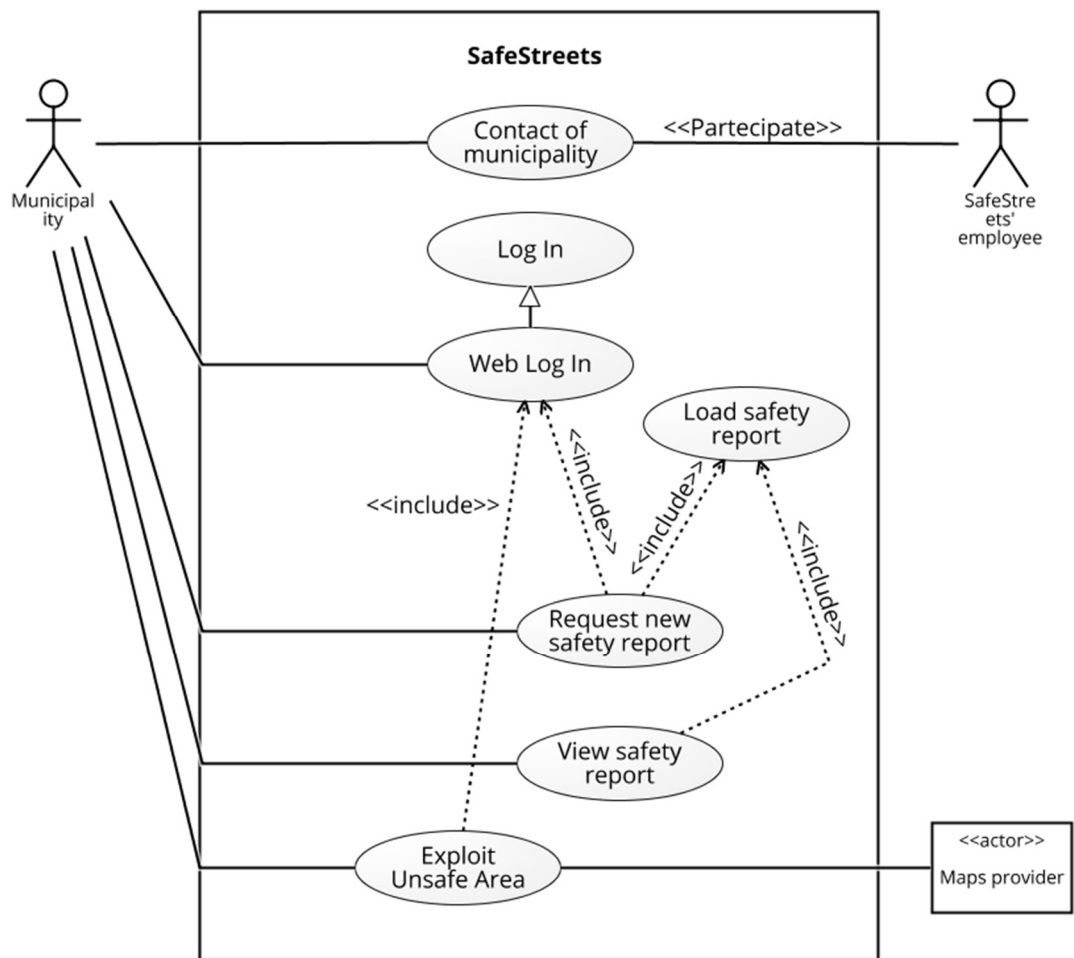 SafeStreets
Contact of
municipality
<<Partecipate>>
Municipal
ity
SafeStre
ets'
employee
Log In
Web Log In
Load safety
report
<<include>>
<<include>>
<<include>>
<<include>>
Request new
safety report
View safety
report
Exploit
Unsafe Area
<<actor>>
Maps provider